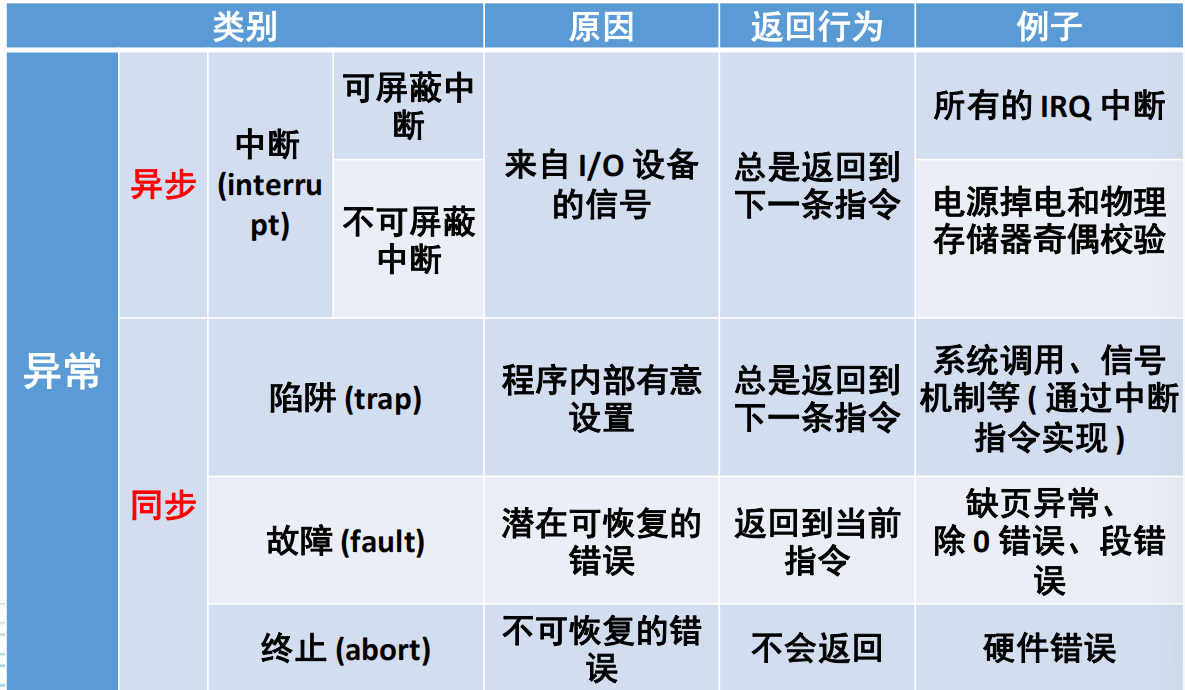 类别
原因
返回行为
例子
异常
异步
中断
(interru
pt)
可屏蔽中
断
不可屏蔽
中断
来自 I/O 设备
的信号
总是返回到
下一条指令
所有的 IRQ 中断
电源掉电和物理
存储器奇偶校验
同步
陷阱 (trap)
程序内部有意
设置
总是返回到
下一条指令
系统调用、信号
机制等 ( 通过中断
指令实现 )
故障 (fault)
潜在可恢复的
错误
返回到当前
指令
缺页异常、
除 0 错误、段错
误
终止 (abort)
不可恢复的错
误
不会返回
硬件错误